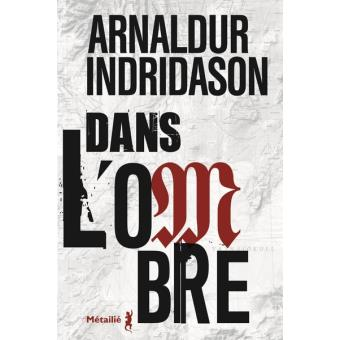 ARNALDUR
INDRIDASON
DANS
L'OM
BRE
Métailié